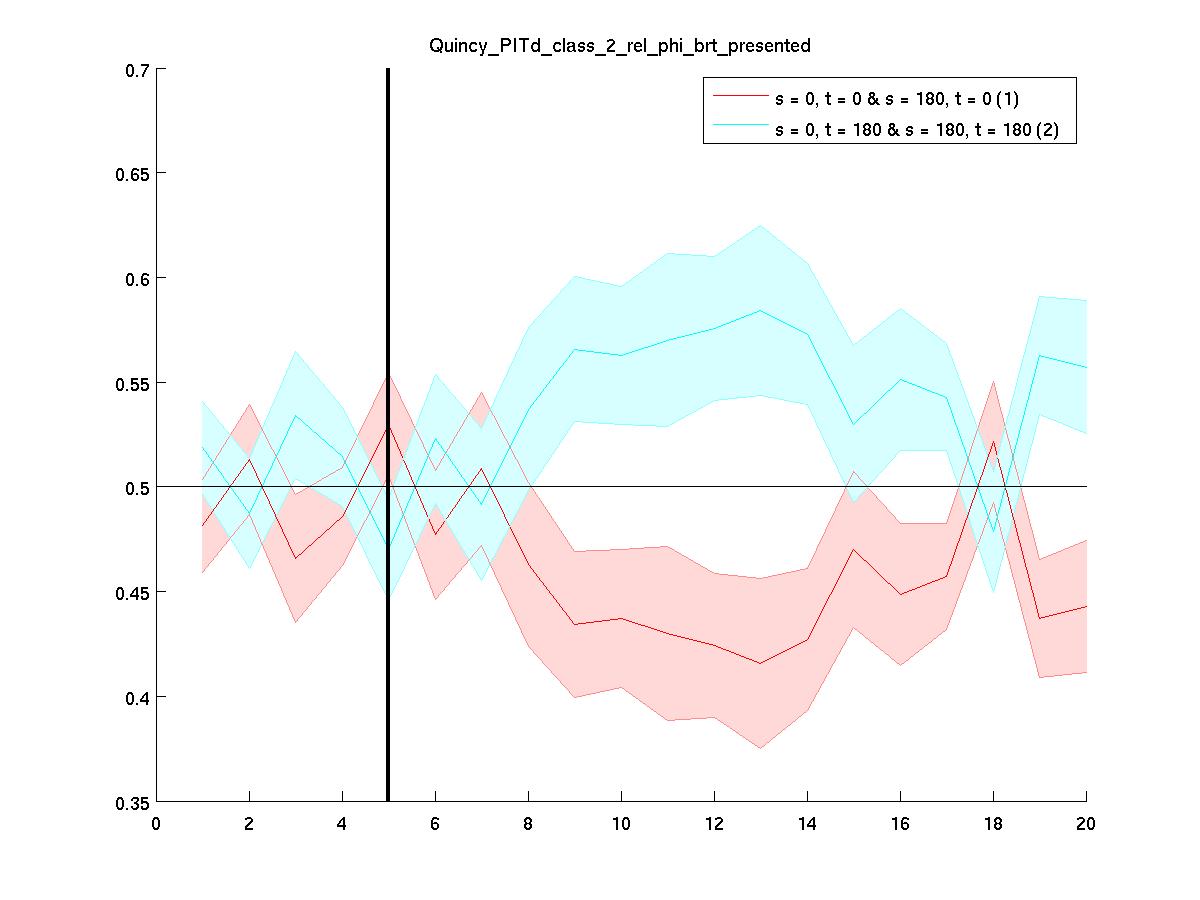 Quincy_PITd_class_2_rel_phi_brt_presented
s = 0, t = 0 & s = 180, t = 0 (1)
s = 0, t = 180 & s = 180, t = 180 (2)
0.7
0.65
0.6
0.55
0.5
0.45
0.4
0.35
0 2 4 6 8 10 12 14 16 18 20